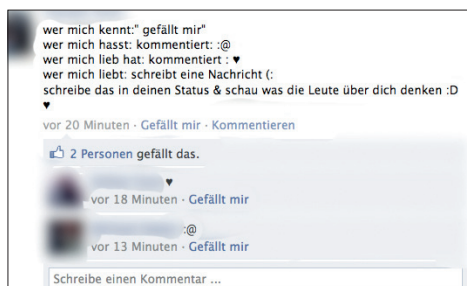 wer mich kennt:" gefällt mir"
wer mich hasst: kommentiert: :@
wer mich lieb hat: kommentiert : ♥
wer mich liebt: schreibt eine Nachricht (:
schreibe das in deinen Status & schau was die Leute über dich denken :D
♥
vor 20 Minuten · Gefällt mir · Kommentieren
2 Personen gefällt das.
♥
vor 18 Minuten · Gefällt mir
:@
vor 13 Minuten · Gefällt mir
Schreibe einen Kommentar ...